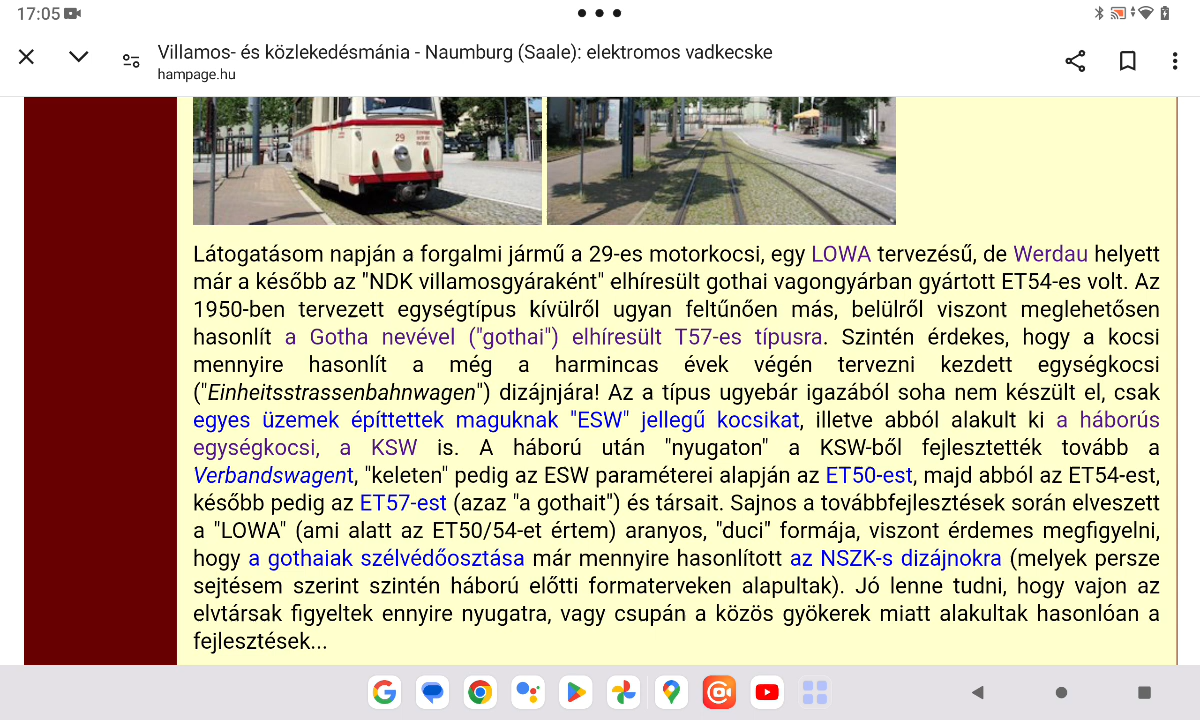 17:05
Villamos- és közlekedésmánia - Naumburg (Saale): elektromos vadkecske
hampage.hu
29
Látogatásom napján a forgalmi jármű a 29-es motorkocsi, egy LOWA tervezésű, de Werdau helyett
már a később az "NDK villamosgyáraként" elhíresült gothai vagongyárban gyártott ET54-es volt. Az
1950-ben tervezett egységtípus kívülről ugyan feltűnően más, belülről viszont meglehetősen
hasonlít a Gotha nevével ("gothai") elhíresült T57-es típusra. Szintén érdekes, hogy a kocsi
mennyire hasonlít a még a harmincas évek végén tervezni kezdett egységkocsi
("Einheitsstrassenbahnwagen") dizájnjára! Az a típus ugyebár igazából soha nem készült el, csak
egyes üzemek építtettek maguknak "ESW" jellegű kocsikat, illetve abból alakult ki a háborús
egységkocsi, a KSW is. A háború után "nyugaton" a KSW-ből fejlesztették tovább a
Verbandswagent, "keleten" pedig az ESW paraméterei alapján az ET50-est, majd abból az ET54-est,
később pedig az ET57-est (azaz "a gothait") és társait. Sajnos a továbbfejlesztések során elveszett
a "LOWA" (ami alatt az ET50/54-et értem) aranyos, "duci" formája, viszont érdemes megfigyelni,
hogy a gothaiak szélvédőosztása már mennyire hasonlított az NSZK-s dizájnokra (melyek persze
sejtésem szerint szintén háború előtti formaterveken alapultak). Jó lenne tudni, hogy vajon az
elvtársak figyeltek ennyire nyugatra, vagy csupán a közös gyökerek miatt alakultak hasonlóan a
fejlesztések...